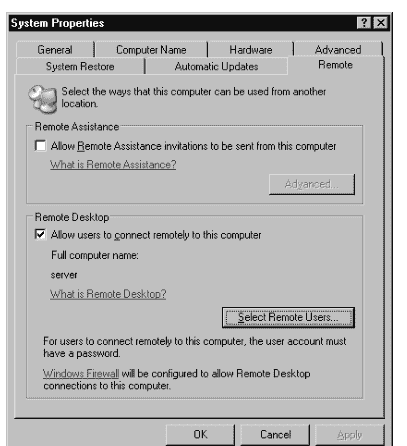 System Properties
General Computer Name Hardware Advanced
System Restore Automatic Updates Remote
Select the ways that this computer can be used from another
location.
Remote Assistance
Allow Remote Assistance invitations to be sent from this computer
What is Remote Assistance?
Advanced...
Remote Desktop
Allow users to connect remotely to this computer
Full computer name:
server
What is Remote Desktop?
Select Remote Users...
For users to connect remotely to this computer, the user account must
have a password.
Windows Firewall will be configured to allow Remote Desktop
connections to this computer.
OK Cancel Apply